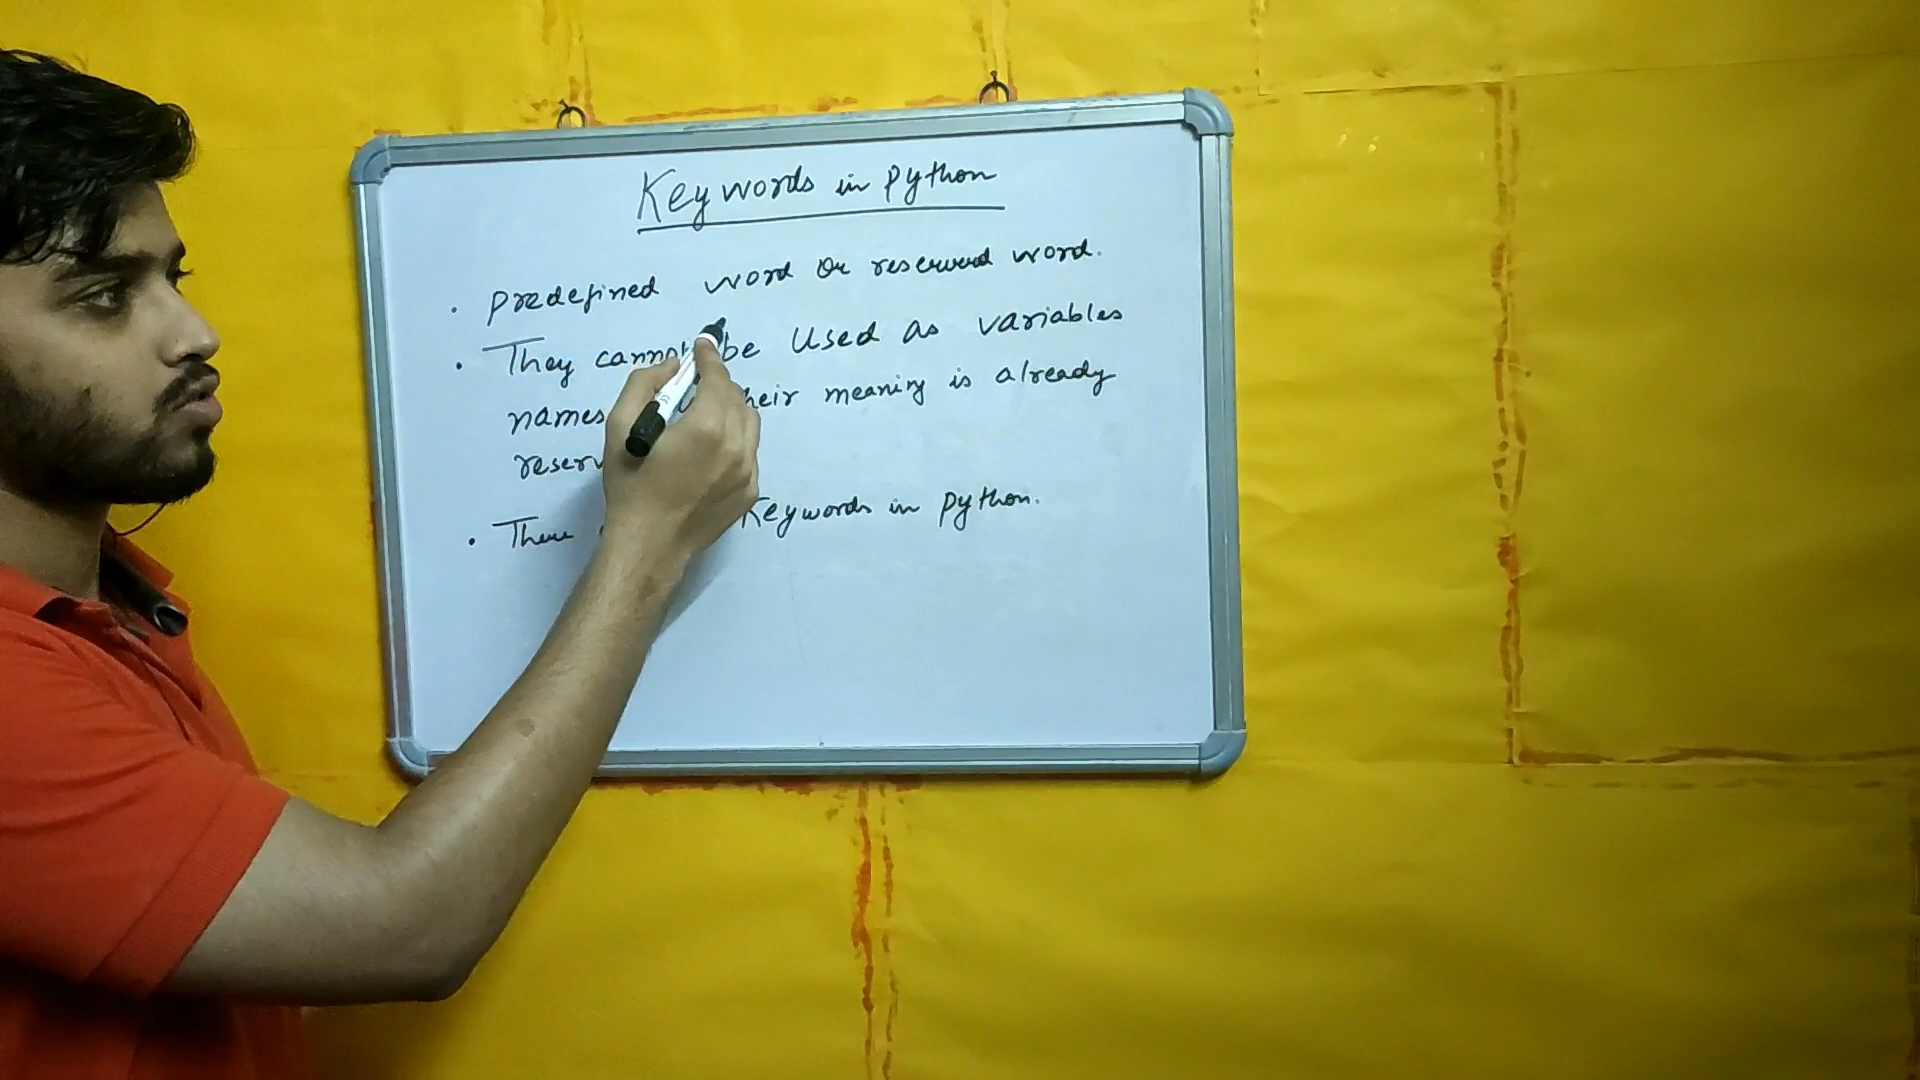 Keywords in python
. predefined word or reserved word.
. They cannot be Used as variables
names their meaning is already
. There Keywords in python.